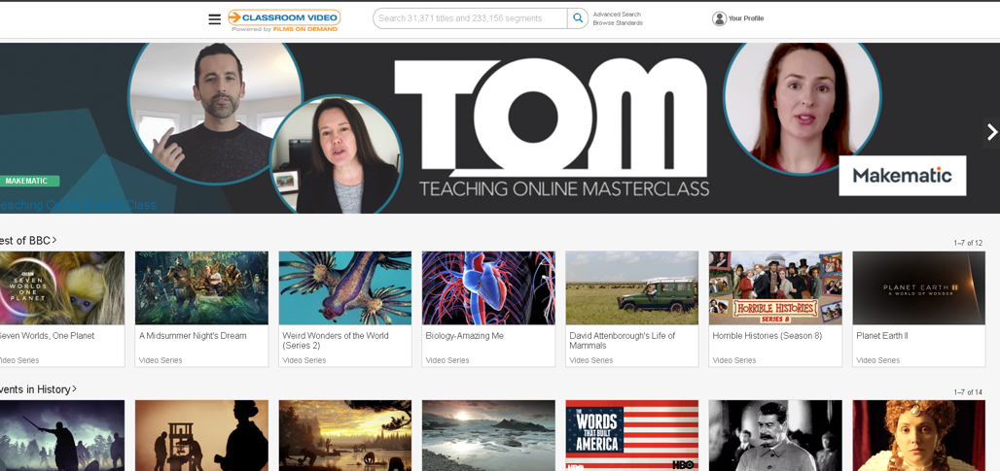 CLASSROOM VIDEO
Powered by FILMS ON DEMAND
Search 31,371 titles and 233,156 segments
Advanced Search
Browse Standards
Your Profile
TOM
TEACHING ONLINE MASTERCLASS
Makematic
MAKEMATIC
eaching Online Class
est of BBC >
1–7 of 12
BBC
SEVEN
WORLDS
ONE
PLANET
HORRIBLE HISTORIES
SERIES 8
PLANET EARTH II
A WORLD OF WONDER
Seven Worlds, One Planet
A Midsummer Night's Dream
Weird Wonders of the World
(Series 2)
Biology-Amazing Me
David Attenborough's Life of
Mammals
Horrible Histories (Season 8)
Planet Earth II
Video Series
Video Series
Video Series
Video Series
Video Series
Video Series
Video Series
vents in History >
1–7 of 14
THE
WORDS
THAT BUILT
AMERICA
HBO